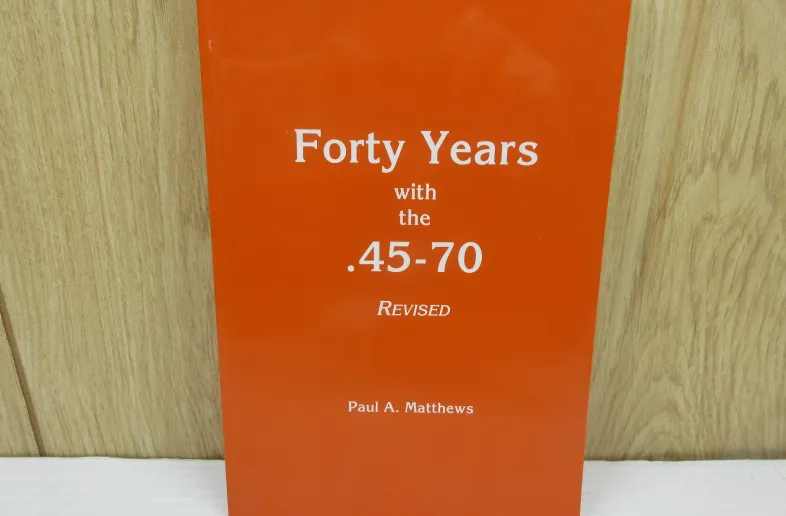 Forty Years
with
the
.45-70
REVISED
Paul A. Matthews